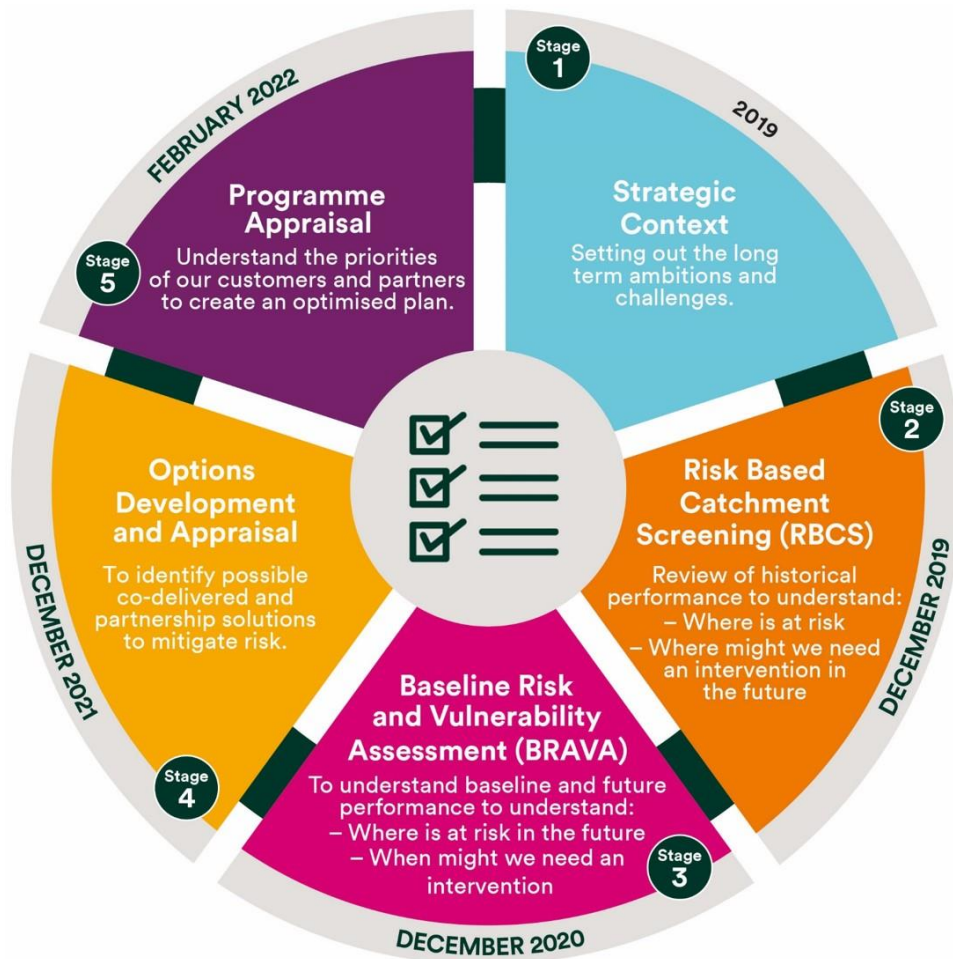 Stage
1
2019
Strategic
Context
Setting out the long
term ambitions and
challenges.
Stage
2
Risk Based
Catchment
Screening (RBCS)
Review of historical
performance to understand:
– Where is at risk
– Where might we need
an intervention in
the future
DECEMBER 2019
Baseline Risk
and Vulnerability
Assessment (BRAVA)
To understand baseline and future
performance to understand:
– Where is at risk in the future
– When might we need an
intervention
Stage
3
DECEMBER 2020
Options
Development
and Appraisal
To identify possible
co-delivered and
partnership solutions
to mitigate risk.
Stage
4
DECEMBER 2021
FEBRUARY 2022
Programme
Appraisal
Understand the priorities
of our customers and partners
to create an optimised plan.
Stage
5